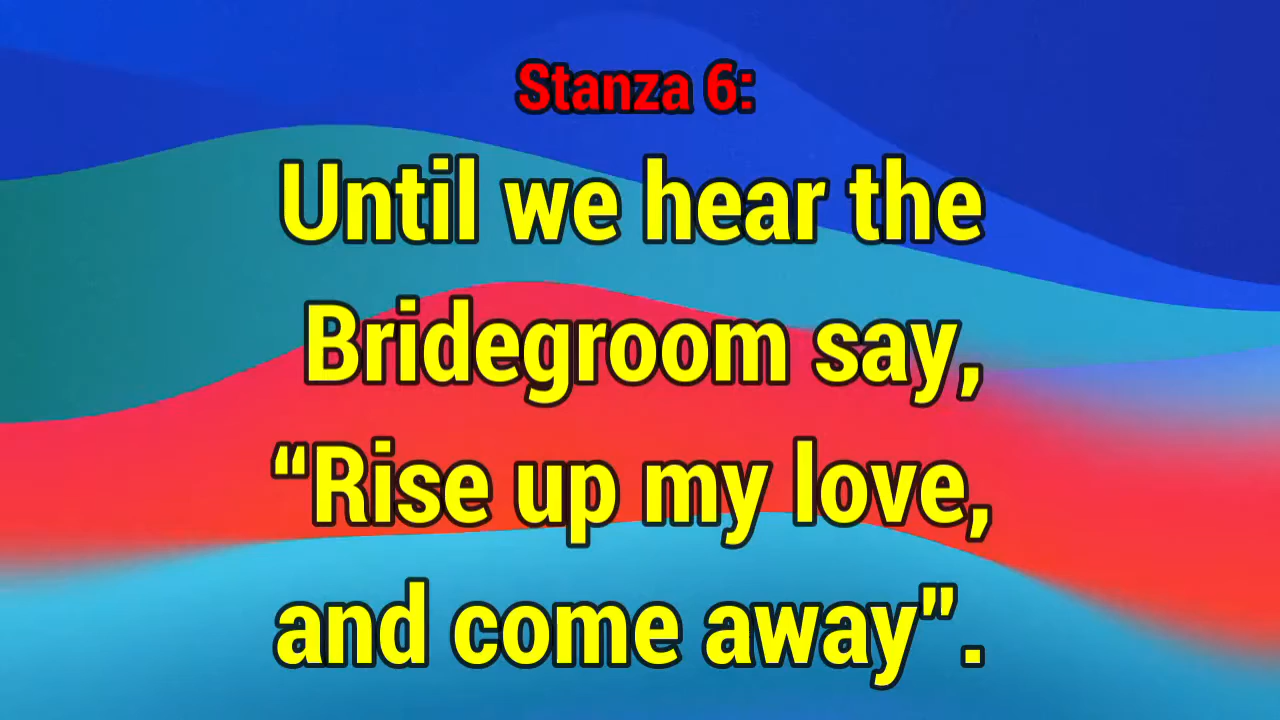 Stanza 6:
Until we hear the
Bridegroom say,
“Rise up my love,
and come away”.